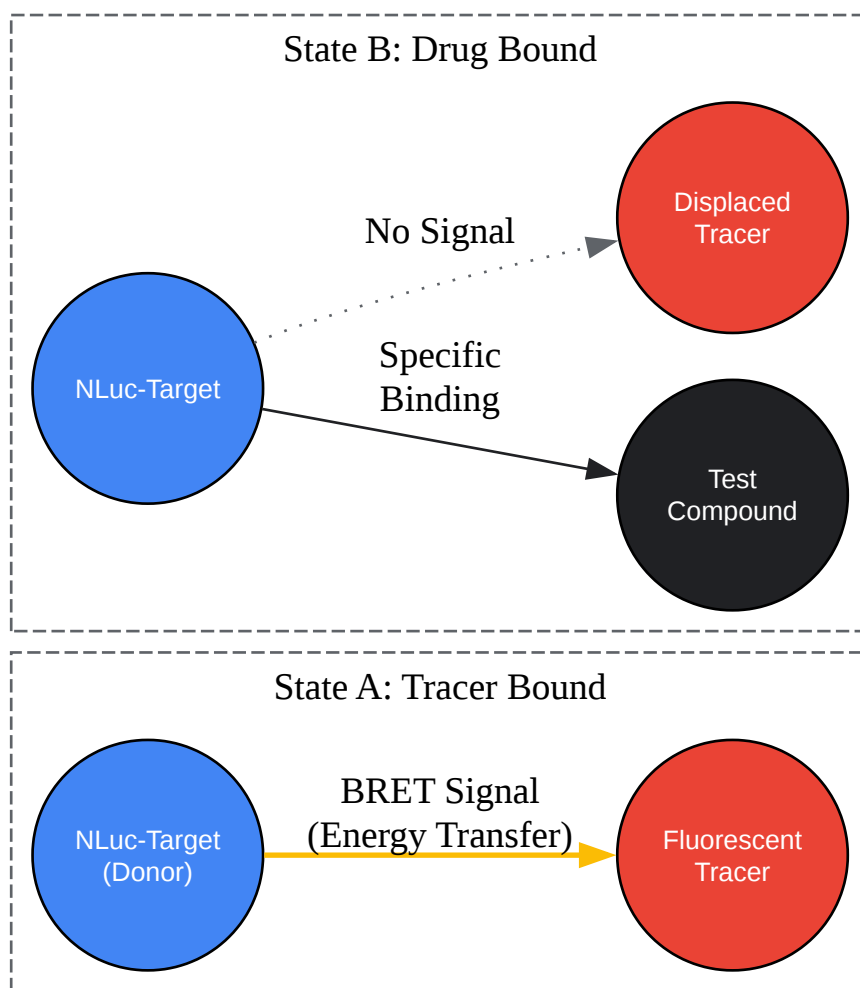 State B: Drug Bound
Displaced
Tracer
No Signal
NLuc-Target
Specific
Binding
Test
Compound
State A: Tracer Bound
BRET Signal
(Energy Transfer)
NLuc-Target
(Donor)
Fluorescent
Tracer